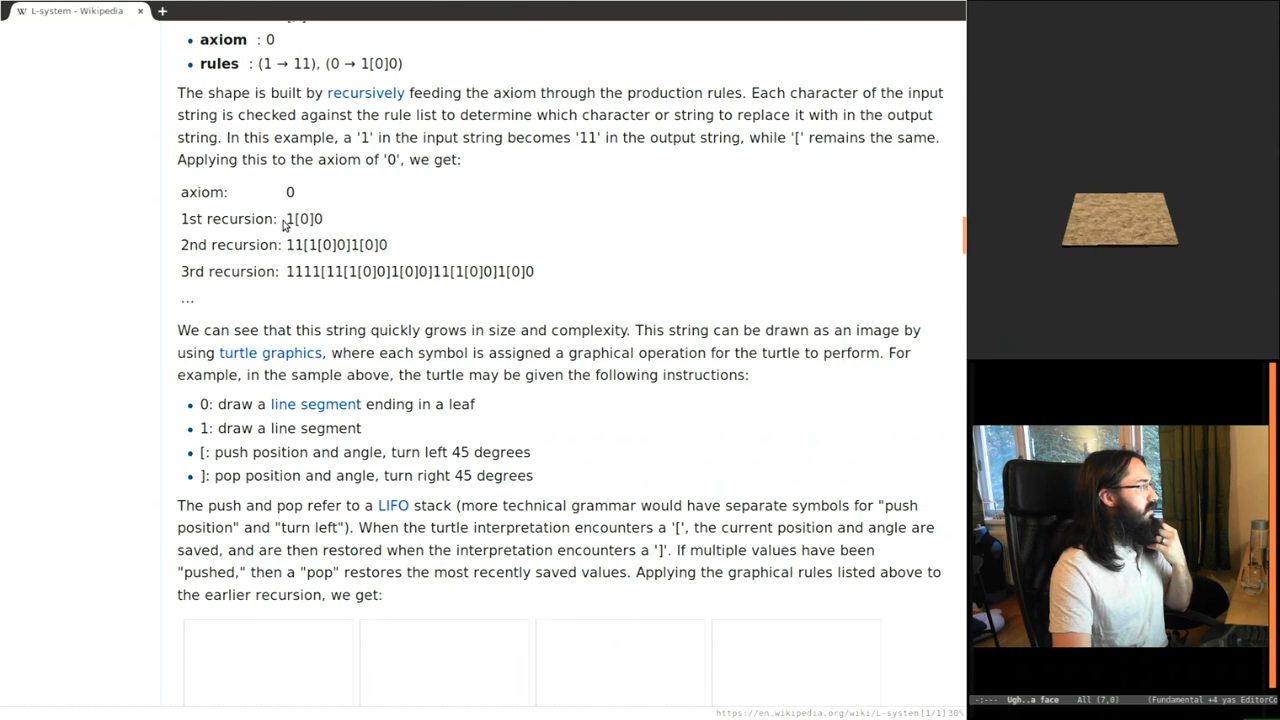 W L-system - Wikipedia × +
• axiom : 0
• rules : (1 → 11), (0 → 1[0]0)
The shape is built by recursively feeding the axiom through the production rules. Each character of the input
string is checked against the rule list to determine which character or string to replace it with in the output
string. In this example, a '1' in the input string becomes '11' in the output string, while '[' remains the same.
Applying this to the axiom of '0', we get:
axiom: 0
1st recursion: 1[0]0
2nd recursion: 11[1[0]0]1[0]0
3rd recursion: 1111[11[1[0]0]1[0]0]11[1[0]0]1[0]0
...
We can see that this string quickly grows in size and complexity. This string can be drawn as an image by
using turtle graphics, where each symbol is assigned a graphical operation for the turtle to perform. For
example, in the sample above, the turtle may be given the following instructions:
• 0: draw a line segment ending in a leaf
• 1: draw a line segment
• [: push position and angle, turn left 45 degrees
• ]: pop position and angle, turn right 45 degrees
The push and pop refer to a LIFO stack (more technical grammar would have separate symbols for "push
position" and "turn left"). When the turtle interpretation encounters a '[', the current position and angle are
saved, and are then restored when the interpretation encounters a ']'. If multiple values have been
"pushed," then a "pop" restores the most recently saved values. Applying the graphical rules listed above to
the earlier recursion, we get:
https://en.wikipedia.org/wiki/L-system[1/1]30%
-:--- Ugh..a face All (7,0) (Fundamental +4 yas EditorC